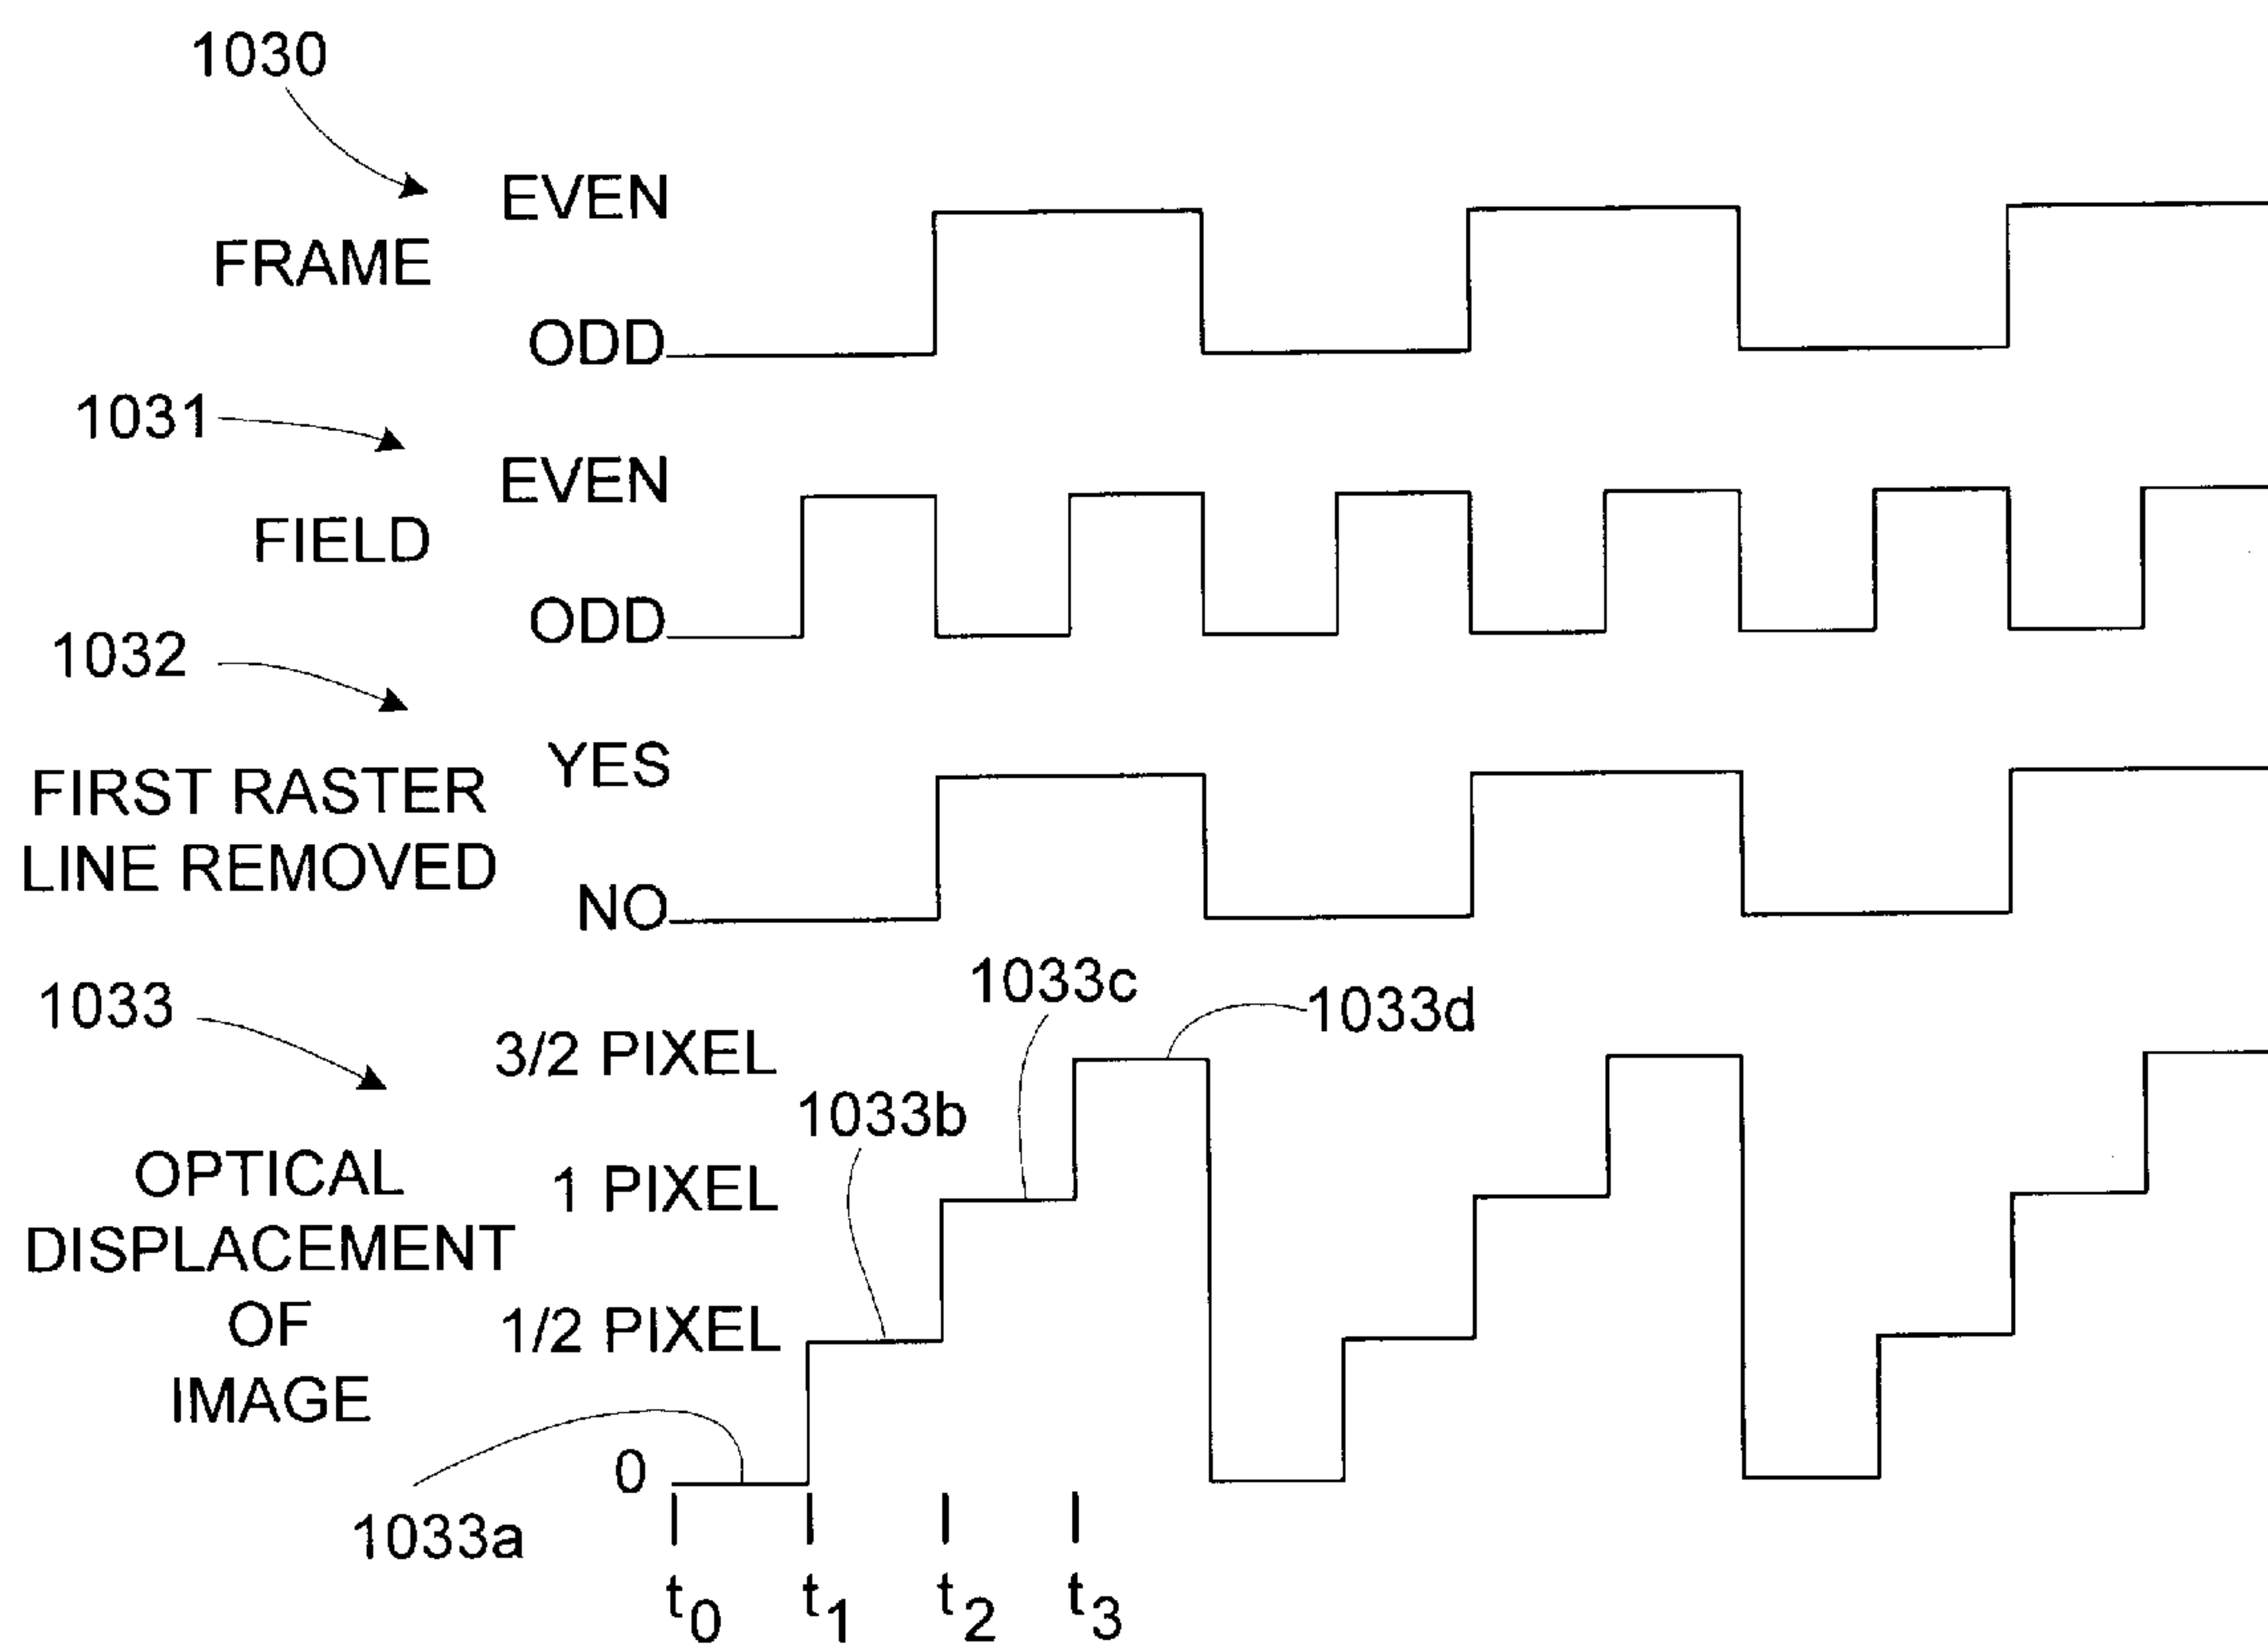 1030
EVEN
FRAME
ODD
1031
EVEN
FIELD
ODD
1032
YES
FIRST RASTER
LINE REMOVED
NO
1033c
1033
1033d
3/2 PIXEL
1033b
OPTICAL
1 PIXEL
DISPLACEMENT
OF
1/2 PIXEL
IMAGE
0
1033a
t0 t1 t2 t3